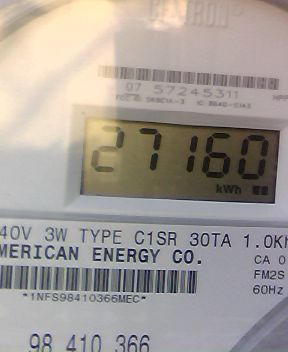 07 57245311
27160
kWh
40V 3W TYPE C1SR 30TA 1.0Kh
MERICAN ENERGY CO.
CA 0
FM2S
60Hz
*1NFS98410366MEC*
98 410 366